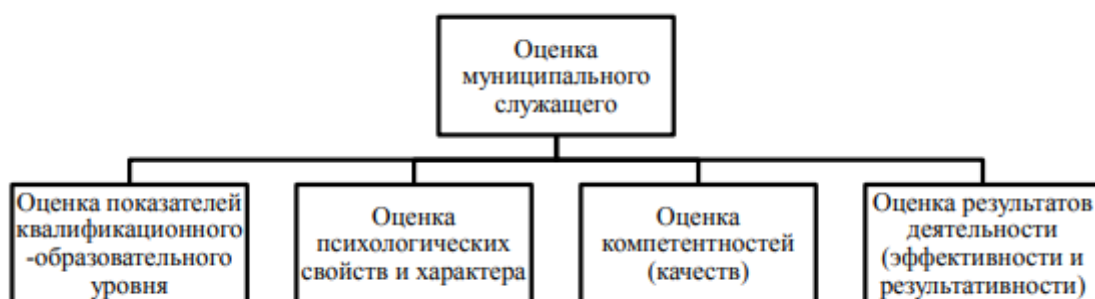 Оценка
муниципального
служащего
Оценка показателей
квалификационного
-образовательного
уровня
Оценка
психологических
свойств и характера
Оценка
компетентностей
(качеств)
Оценка результатов
деятельности
(эффективности и
результативности)